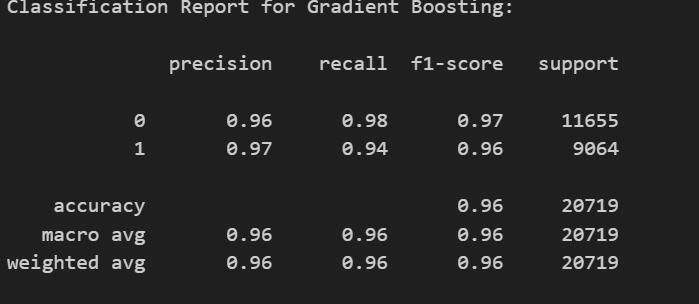 Classification Report for Gradient Boosting:
precision recall f1-score support
0 0.96 0.98 0.97 11655
1 0.97 0.94 0.96 9064
accuracy 0.96 20719
macro avg 0.96 0.96 0.96 20719
weighted avg 0.96 0.96 0.96 20719